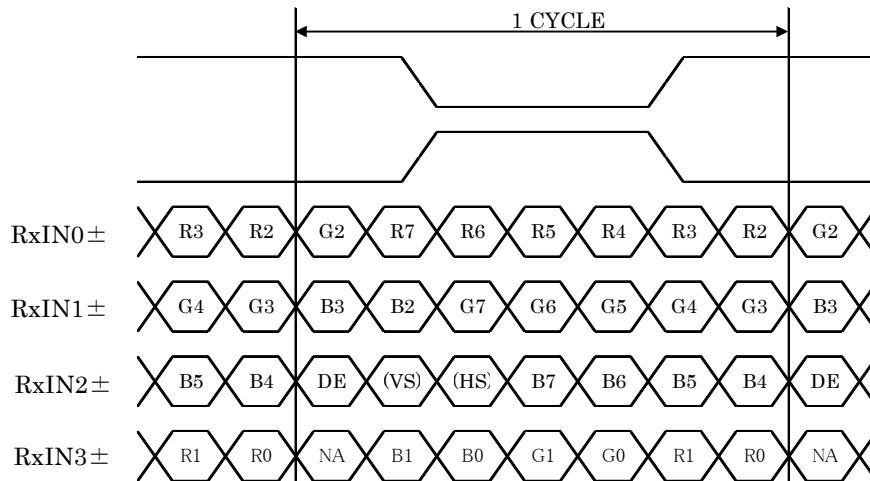 1 CYCLE
RxIN0± R3 R2 G2 R7 R6 R5 R4 R3 R2 G2
RxIN1± G4 G3 B3 B2 G7 G6 G5 G4 G3 B3
RxIN2± B5 B4 DE (VS) (HS) B7 B6 B5 B4 DE
RxIN3± R1 R0 NA B1 B0 G1 G0 R1 R0 NA